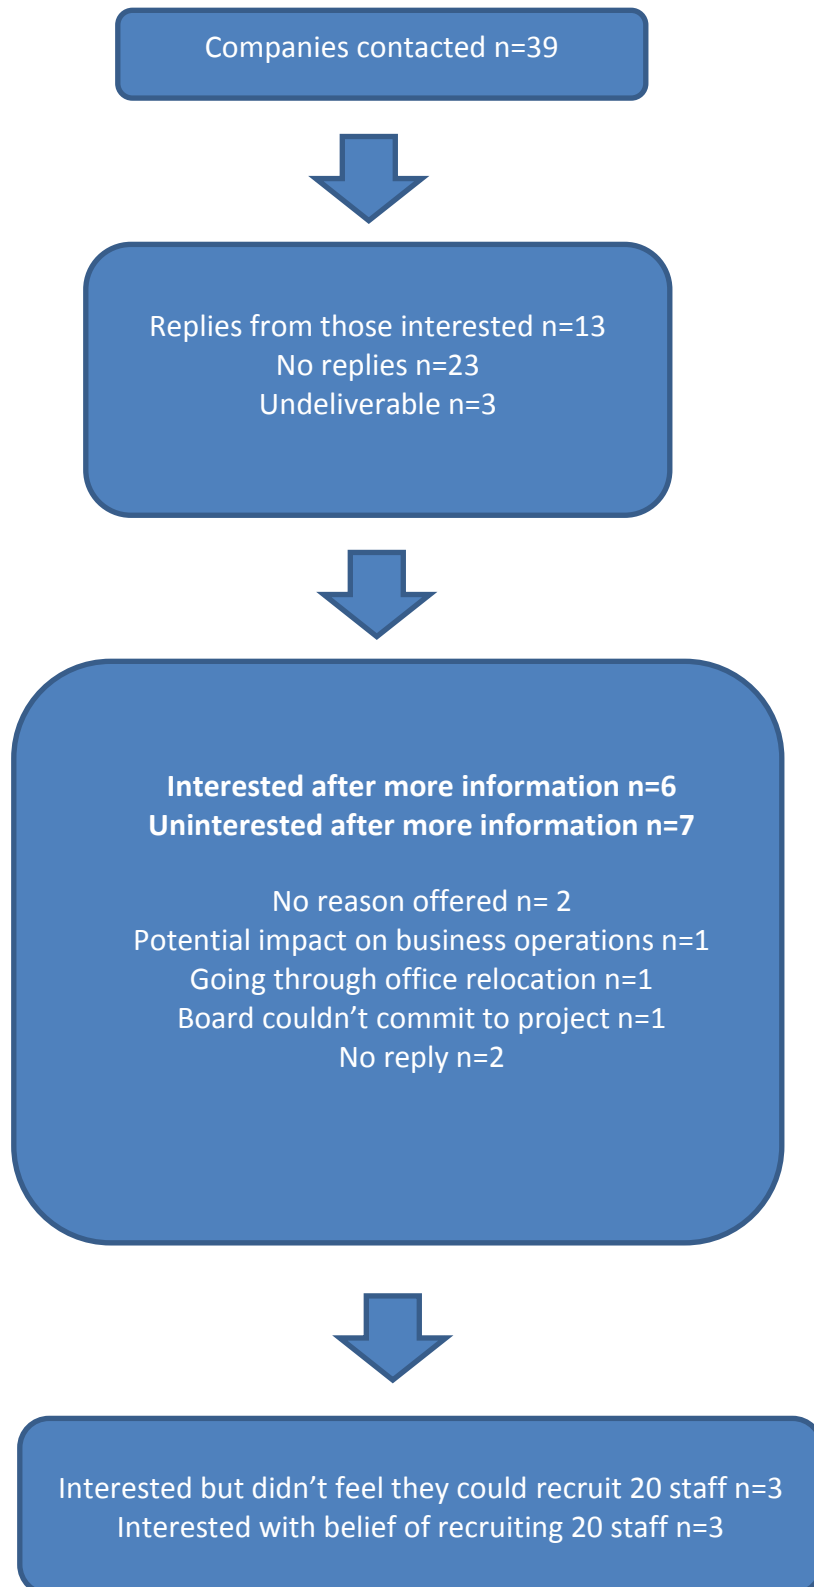 Companies contacted n=39
Replies from those interested n=13
No replies n=23
Undeliverable n=3
Interested after more information n=6
Uninterested after more information n=7
No reason offered n= 2
Potential impact on business operations n=1
Going through office relocation n=1
Board couldn’t commit to project n=1
No reply n=2
Interested but didn’t feel they could recruit 20 staff n=3
Interested with belief of recruiting 20 staff n=3